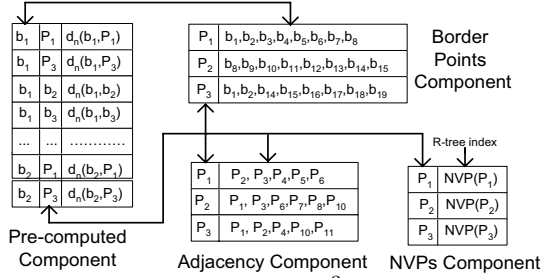 b1 P1 dn(b1,P1)
b1 P3 dn(b1,P3)
b1 b2 dn(b1,b2)
b1 b3 dn(b1,b3)
... ... ............
b2 P1 dn(b2,P1)
b2 P3 dn(b2,P3)
Pre-computed
Component
P1 b1,b2,b3,b4,b5,b6,b7,b8
P2 b8,b9,b10,b11,b12,b13,b14,b15
P3 b1,b2,b14,b15,b16,b17,b18,b19
Border
Points
Component
P1 P2, P3,P4,P5,P6
P2 P1, P3,P6,P7,P8,P10
P3 P1, P2,P4,P10,P11
Adjacency Component
R-tree index
P1 NVP(P1)
P2 NVP(P2)
P3 NVP(P3)
NVPs Component